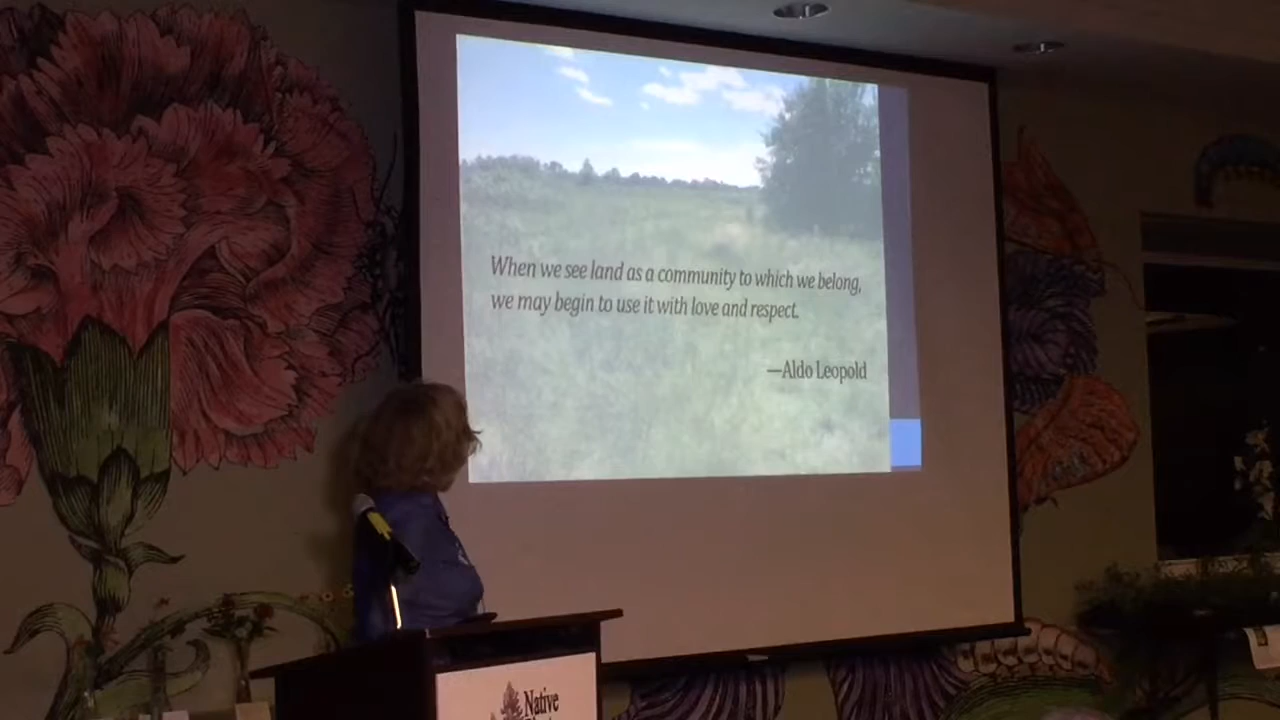 When we see land as a community to which we belong,
we may begin to use it with love and respect.
—Aldo Leopold
Native